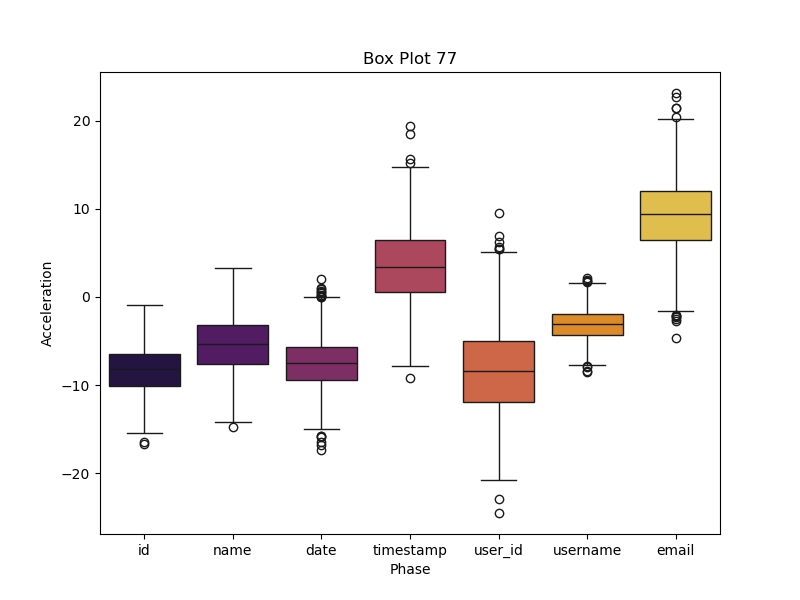 Box Plot 77
Acceleration
20
10
0
−10
−20
id name date timestamp user_id username email
Phase